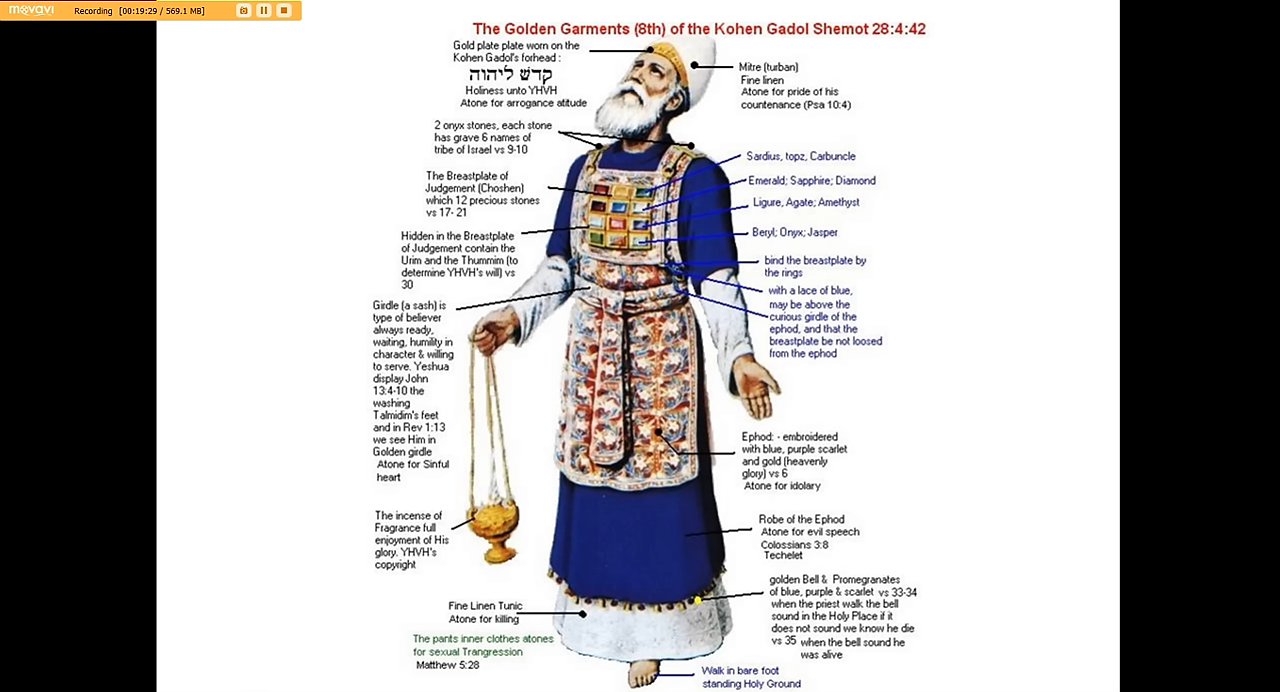 movavi
Recording [00:19:29 / 569.1 MB]
The Golden Garments (8th) of the Kohen Gadol Shemot 28:4:42
Gold plate plate worn on the
Kohen Gadol's forhead :
קדש ליהוה
Holiness unto YHVH
Atone for arrogance atitude
Mitre (turban)
Fine linen
Atone for pride of his
countenance (Psa 10:4)
2 onyx stones, each stone
has grave 6 names of
tribe of Israel vs 9-10
Sardius, topz, Carbuncle
Emerald; Sapphire; Diamond
Ligure, Agate; Amethyst
Beryl; Onyx; Jasper
The Breastplate of
Judgement (Choshen)
which 12 precious stones
vs 17- 21
Hidden in the Breastplate
of Judgement contain the
Urim and the Thummim (to
determine YHVH's will) vs
30
bind the breastplate by
the rings
with a lace of blue,
may be above the
curious girdle of the
ephod, and that the
breastplate be not loosed
from the ephod
Girdle (a sash) is
type of believer
always ready,
waiting, humility in
character & willing
to serve. Yeshua
display John
13:4-10 the
washing
Talmidim's feet
and in Rev 1:13
we see Him in
Golden girdle
Atone for Sinful
heart
Ephod: - embroidered
with blue, purple scarlet
and gold (heavenly
glory) vs 6
Atone for idolary
The incense of
Fragrance full
enjoyment of His
glory. YHVH's
copyright
Robe of the Ephod
Atone for evil speech
Colossians 3:8
Techelet
golden Bell & Promegranates
of blue, purple & scarlet vs 33-34
when the priest walk the bell
sound in the Holy Place if it
does not sound we know he die
vs 35 when the bell sound he
was alive
Fine Linen Tunic
Atone for killing
The pants inner clothes atones
for sexual Trangression
Matthew 5:28
Walk in bare foot
standing Holy Ground